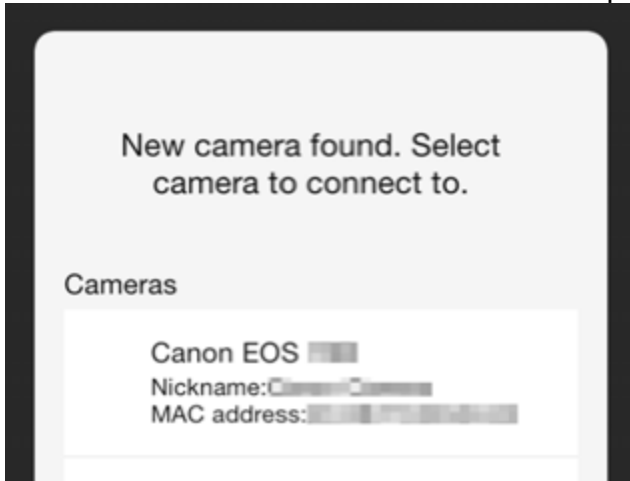 New camera found. Select
camera to connect to.
Cameras
Canon EOS
Nickname:
MAC address: